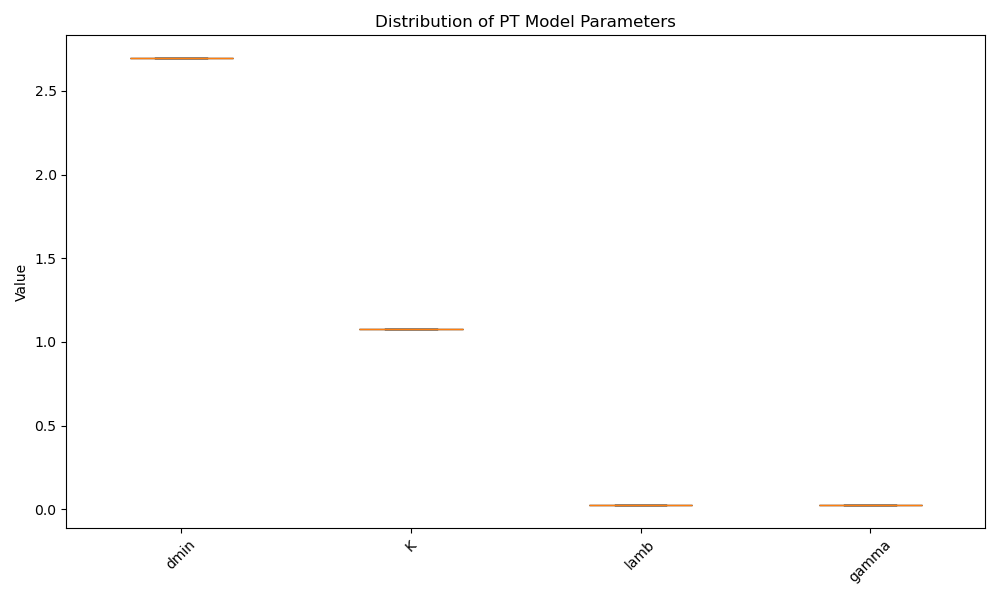 Distribution of PT Model Parameters
Value
2.5
2.0
1.5
1.0
0.5
0.0
dmin
K
lamb
gamma